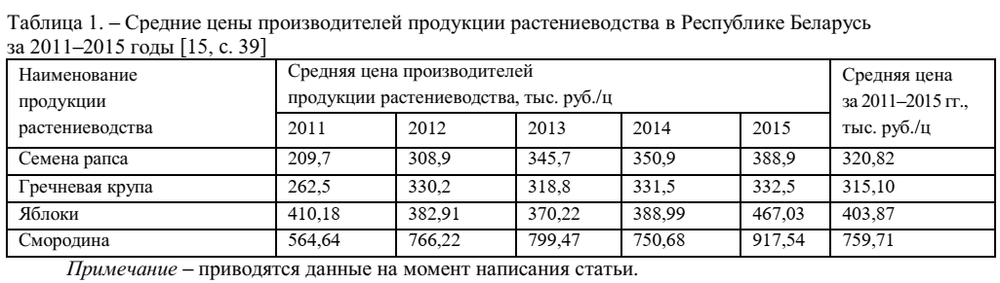 Таблица 1. – Средние цены производителей продукции растениеводства в Республике Беларусь
за 2011–2015 годы [15, с. 39]
Наименование продукции растениеводства
Средняя цена производителей
продукции растениеводства, тыс. руб./ц
Средняя цена за 2011–2015 гг., тыс. руб./ц
2011 2012 2013 2014 2015
Семена рапса 209,7 308,9 345,7 350,9 388,9 320,82
Гречневая крупа 262,5 330,2 318,8 331,5 332,5 315,10
Яблоки 410,18 382,91 370,22 388,99 467,03 403,87
Смородина 564,64 766,22 799,47 750,68 917,54 759,71
Примечание – приводятся данные на момент написания статьи.